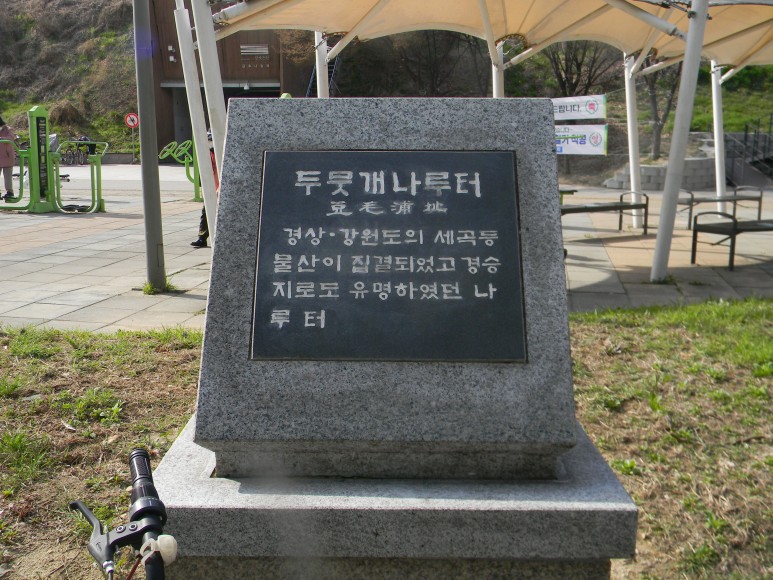 두뭇개나루터
豆毛浦址
경상·강원도의 세곡등
물산이 집결되었고 경승
지로도 유명하였던 나
루 터